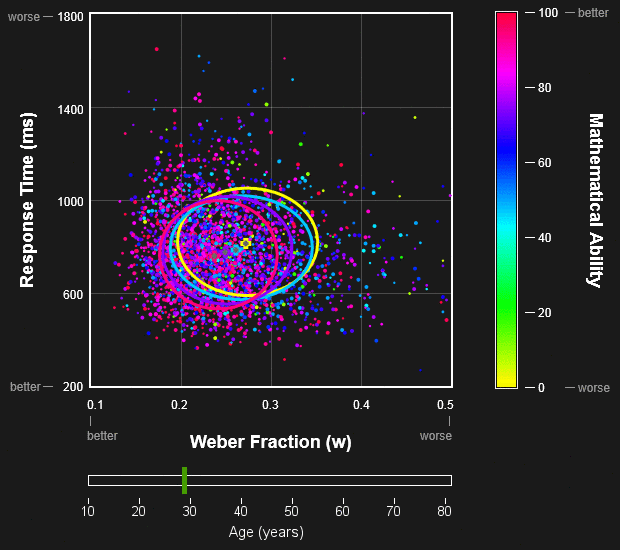 worse
1800
1400
1000
600
better
200
Response Time (ms)
0.1
0.2
0.3
0.4
0.5
better
worse
Weber Fraction (w)
10
20
30
40
50
60
70
80
Age (years)
100
better
80
60
40
20
0
worse
Mathematical Ability